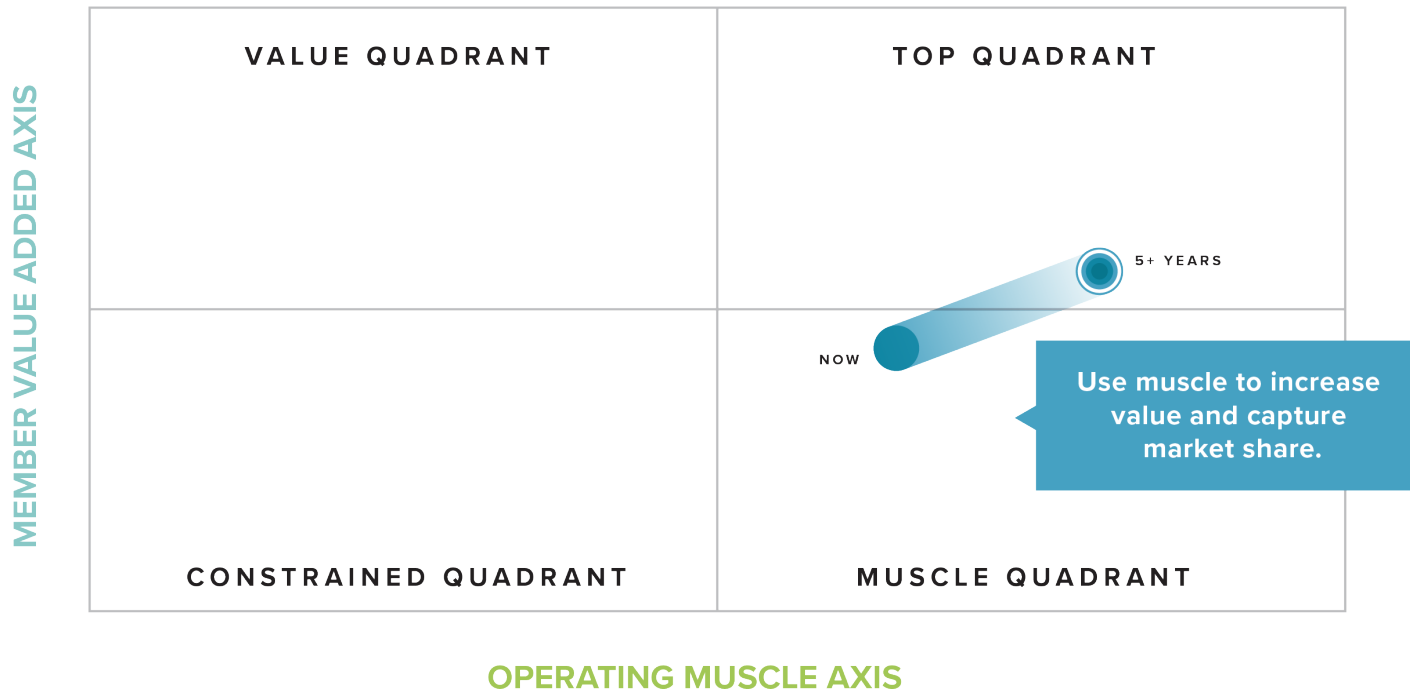 VALUE QUADRANT
TOP QUADRANT
MEMBER VALUE ADDED AXIS
5+ YEARS
NOW
Use muscle to increase
value and capture
market share.
CONSTRAINED QUADRANT
MUSCLE QUADRANT
OPERATING MUSCLE AXIS